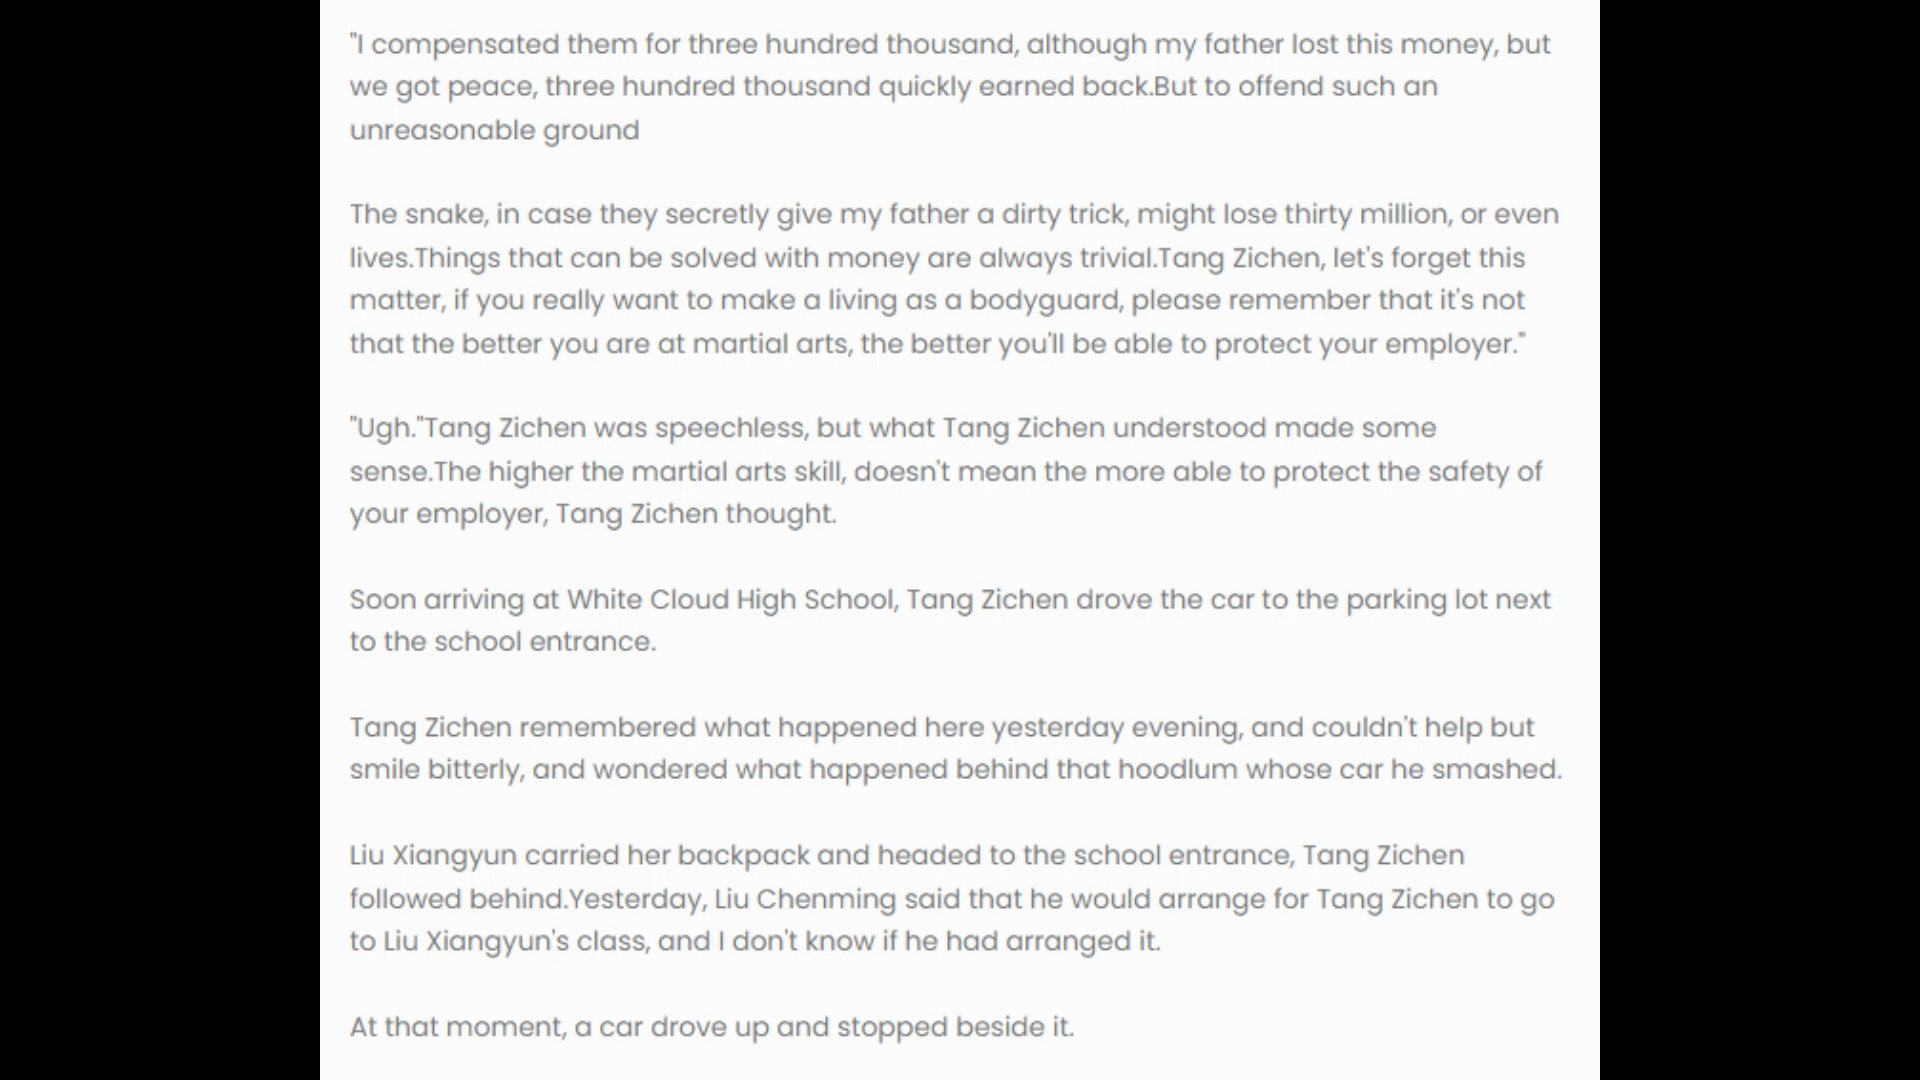 "I compensated them for three hundred thousand, although my father lost this money, but
we got peace, three hundred thousand quickly earned back.But to offend such an
unreasonable ground
The snake, in case they secretly give my father a dirty trick, might lose thirty million, or even
lives.Things that can be solved with money are always trivial.Tang Zichen, let's forget this
matter, if you really want to make a living as a bodyguard, please remember that it's not
that the better you are at martial arts, the better you'll be able to protect your employer."
"Ugh."Tang Zichen was speechless, but what Tang Zichen understood made some
sense.The higher the martial arts skill, doesn't mean the more able to protect the safety of
your employer, Tang Zichen thought.
Soon arriving at White Cloud High School, Tang Zichen drove the car to the parking lot next
to the school entrance.
Tang Zichen remembered what happened here yesterday evening, and couldn't help but
smile bitterly, and wondered what happened behind that hoodlum whose car he smashed.
Liu Xiangyun carried her backpack and headed to the school entrance, Tang Zichen
followed behind.Yesterday, Liu Chenming said that he would arrange for Tang Zichen to go
to Liu Xiangyun's class, and I don't know if he had arranged it.
At that moment, a car drove up and stopped beside it.